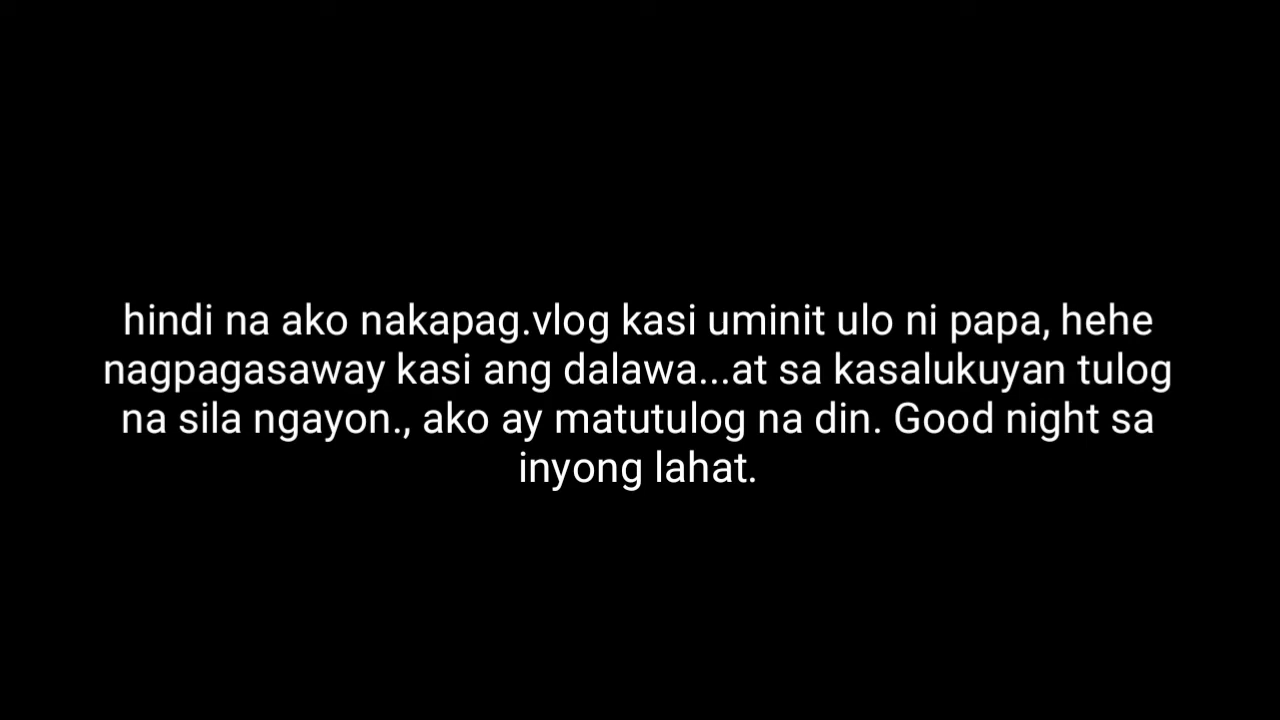 hindi na ako nakapag.vlog kasi uminit ulo ni papa, hehe
nagpagasaway kasi ang dalawa...at sa kasalukuyan tulog
na sila ngayon., ako ay matutulog na din. Good night sa
inyong lahat.